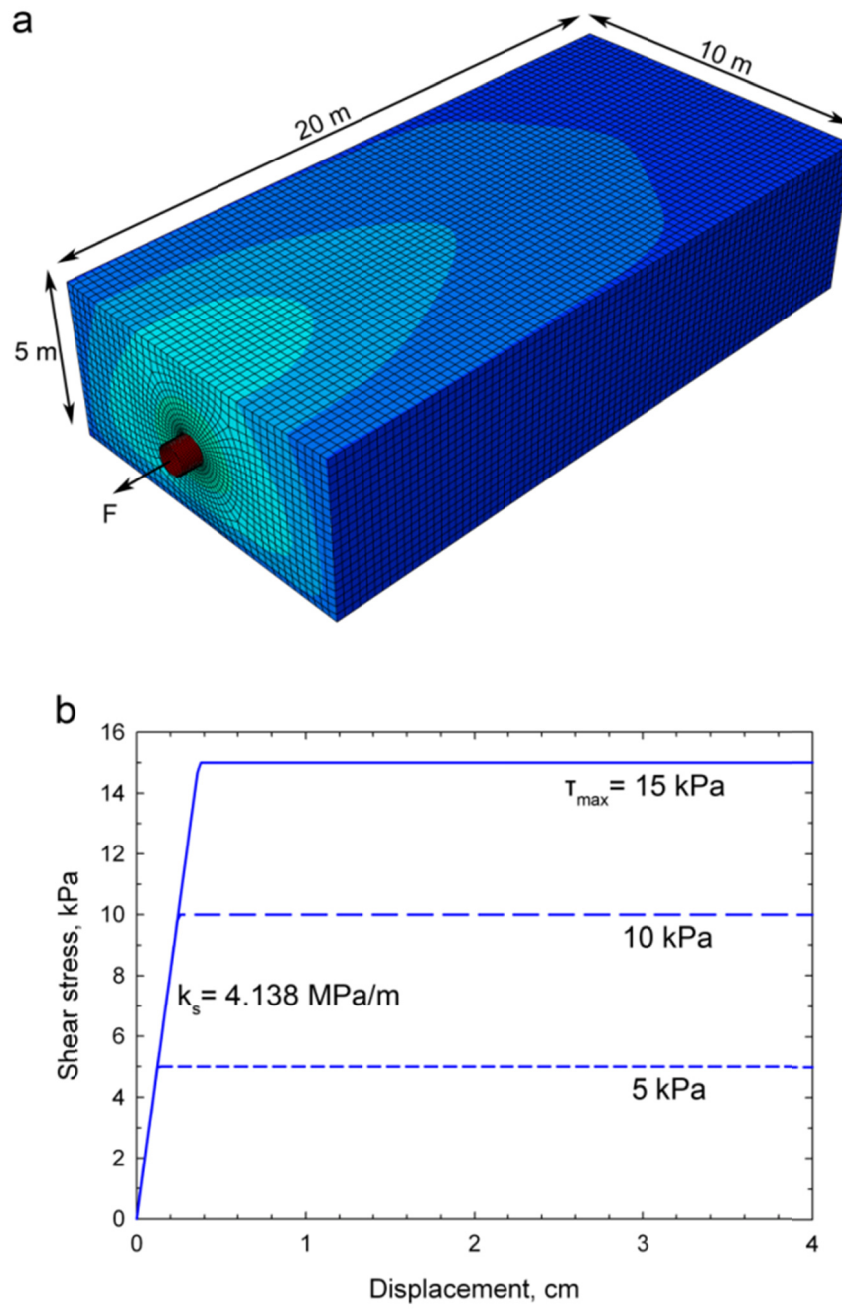 a
10 m
20 m
5 m
F
b
16
14
12
10
8
6
4
2
0
Shear stress, kPa
τmax= 15 kPa
10 kPa
ks= 4.138 MPa/m
5 kPa
0
1
2
3
4
Displacement, cm